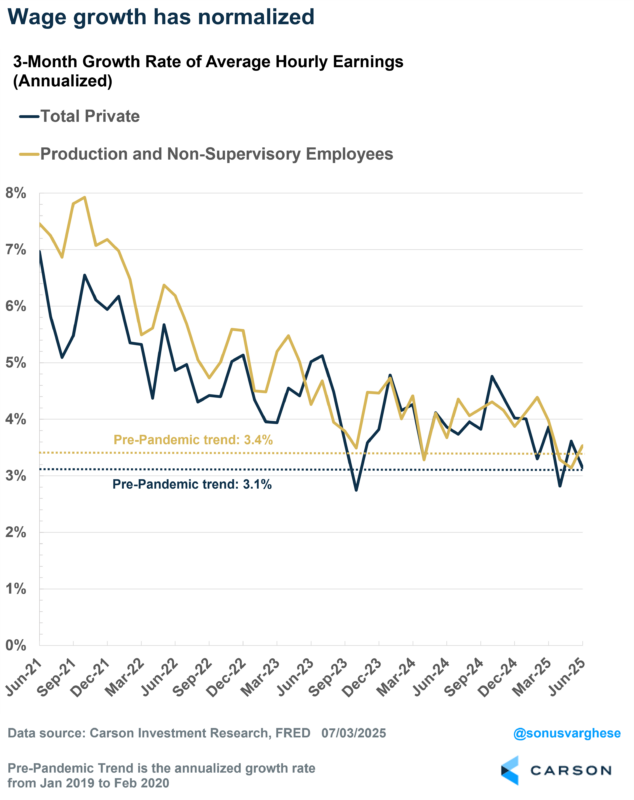 Wage growth has normalized
3-Month Growth Rate of Average Hourly Earnings
(Annualized)
Total Private
Production and Non-Supervisory Employees
8%
7%
6%
5%
4%
Pre-Pandemic trend: 3.4%
3%
Pre-Pandemic trend: 3.1%
2%
1%
0%
Jun-21
Sep-21
Dec-21
Mar-22
Jun-22
Sep-22
Dec-22
Mar-23
Jun-23
Sep-23
Dec-23
Mar-24
Jun-24
Sep-24
Dec-24
Mar-25
Jun-25
Data source: Carson Investment Research, FRED 07/03/2025
@sonusvarghese
Pre-Pandemic Trend is the annualized growth rate
from Jan 2019 to Feb 2020
CARSON